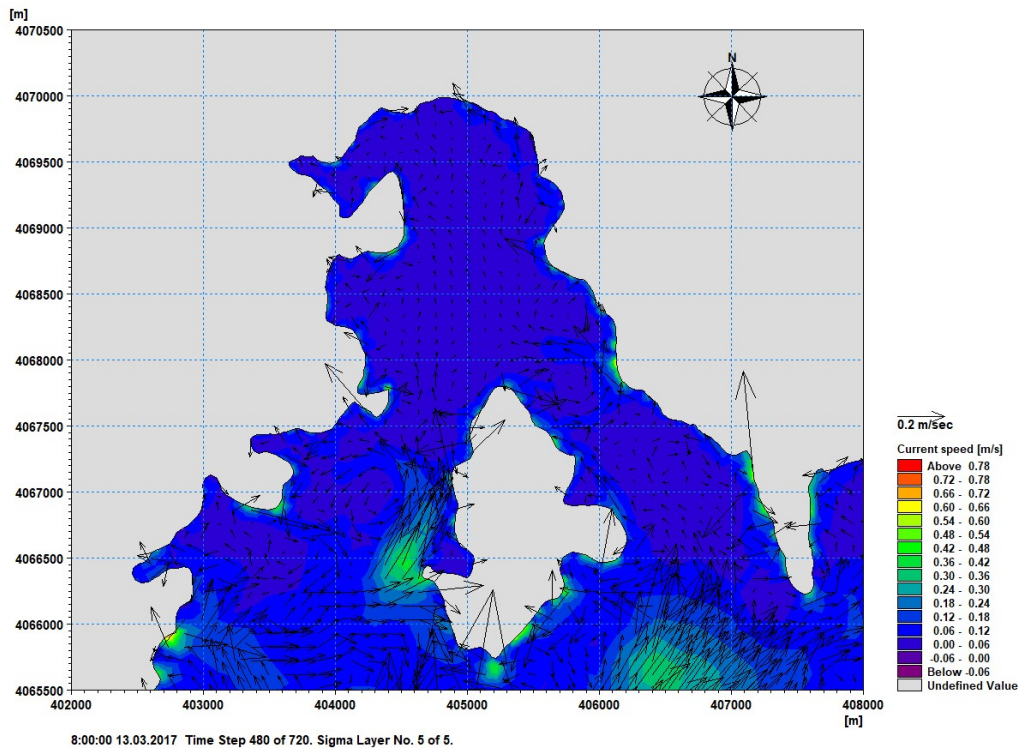 [m]
4070500
4070000
4069500
4069000
4068500
4068000
4067500
4067000
4066500
4066000
4065500
402000 403000 404000 405000 406000 407000 408000
[m]
N
0.2 m/sec
Current speed [m/s]
Above 0.78
0.72 - 0.78
0.66 - 0.72
0.60 - 0.66
0.54 - 0.60
0.48 - 0.54
0.42 - 0.48
0.36 - 0.42
0.30 - 0.36
0.24 - 0.30
0.18 - 0.24
0.12 - 0.18
0.06 - 0.12
0.00 - 0.06
-0.06 - 0.00
Below -0.06
Undefined Value
8:00:00 13.03.2017 Time Step 480 of 720. Sigma Layer No. 5 of 5.